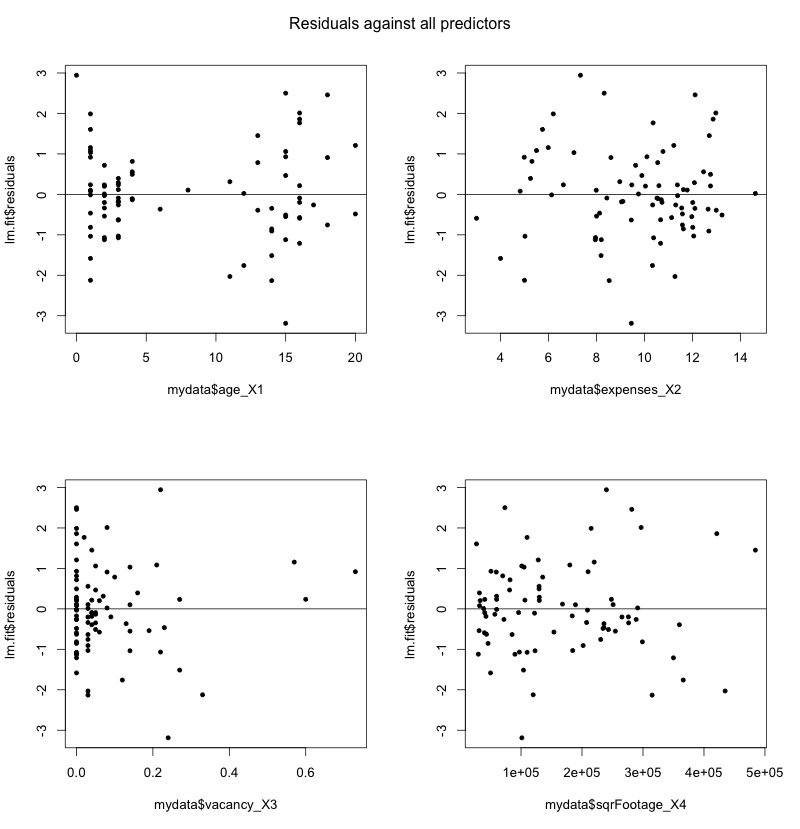 Residuals against all predictors
3
2
1
0
-1
-2
-3
lm.fit$residuals
0 5 10 15 20
mydata$age_X1
3
2
1
0
-1
-2
-3
lm.fit$residuals
4 6 8 10 12 14
mydata$expenses_X2
3
2
1
0
-1
-2
-3
lm.fit$residuals
0.0 0.2 0.4 0.6
mydata$vacancy_X3
3
2
1
0
-1
-2
-3
lm.fit$residuals
1e+05 2e+05 3e+05 4e+05 5e+05
mydata$sqrFootage_X4